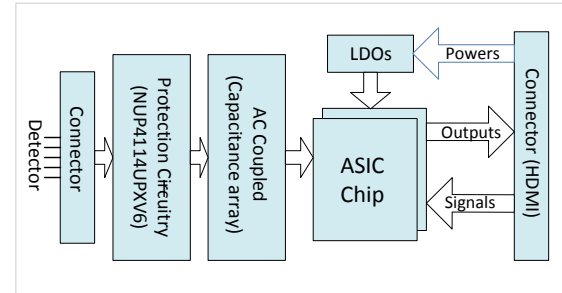 Detector
Connector
Protection Circuitry
(NUP4114UPXV6)
AC Coupled
(Capacitance array)
LDOs
Powers
ASIC
Chip
Outputs
Signals
Connector (HDMI)